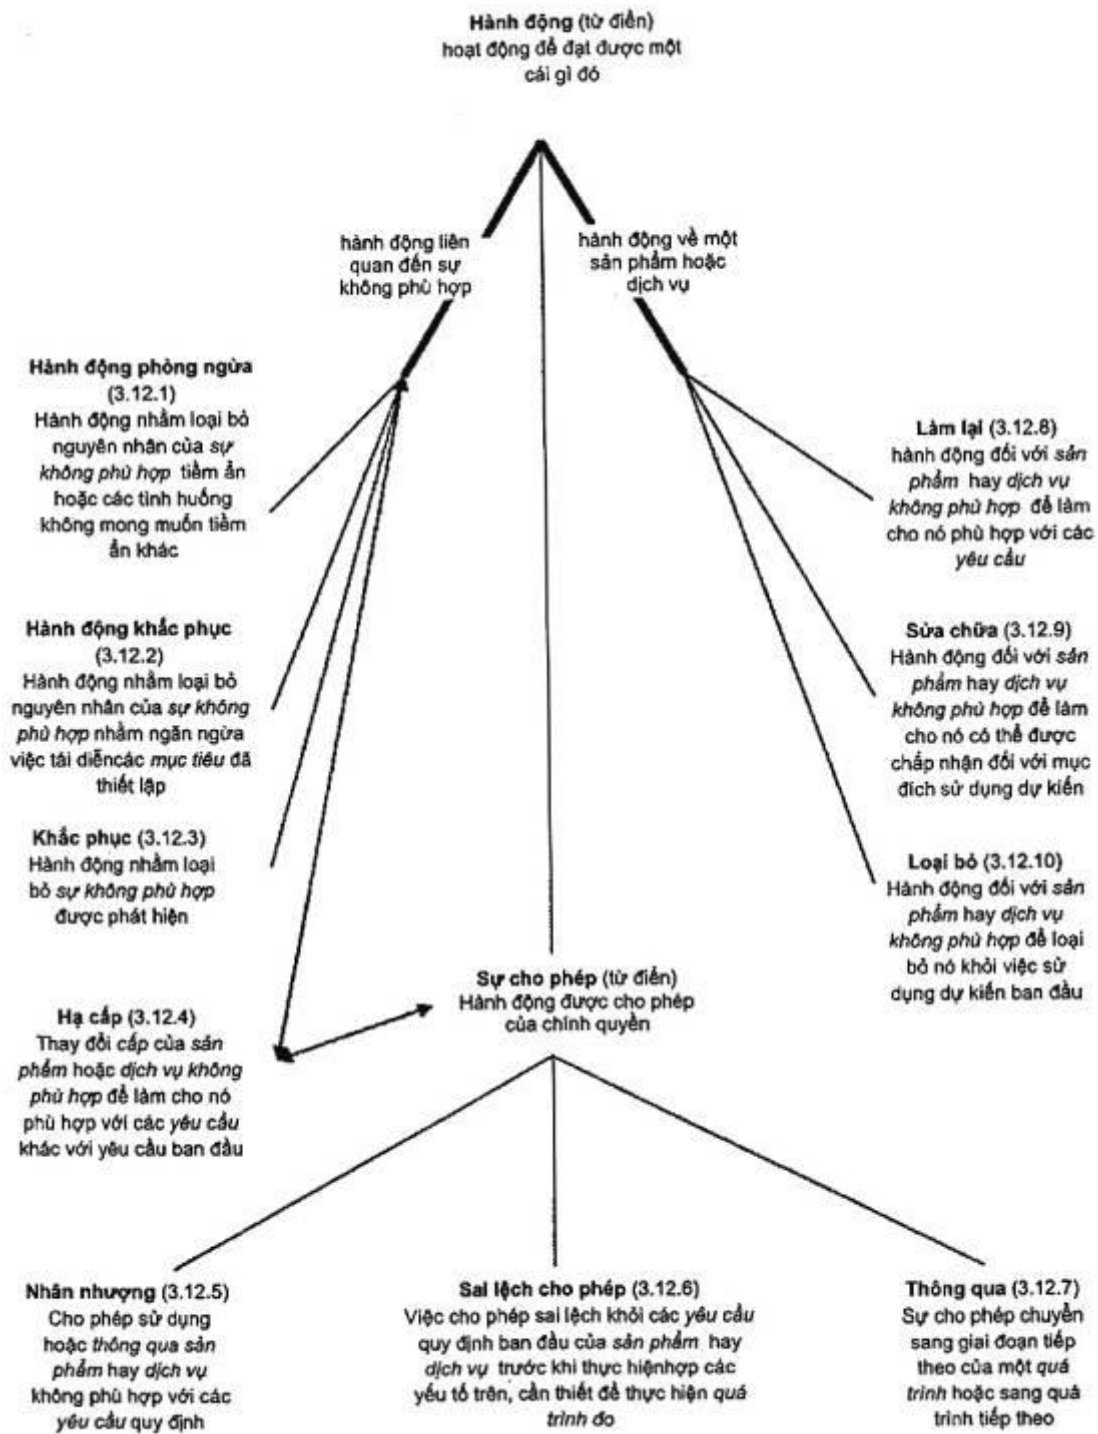 Hành động (từ điển)
hoạt động để đạt được một
cái gì đó
hành động liên
quan đến sự
không phù hợp
hành động về một
sản phẩm hoặc
dịch vụ
Hành động phòng ngừa
(3.12.1)
Hành động nhằm loại bỏ
nguyên nhân của sự
không phù hợp tiềm ẩn
hoặc các tình huống
không mong muốn tiềm
ẩn khác
Hành động khắc phục
(3.12.2)
Hành động nhằm loại bỏ
nguyên nhân của sự không
phù hợp nhằm ngăn ngừa
việc tái diễncác mục tiêu đã
thiết lập
Khắc phục (3.12.3)
Hành động nhằm loại
bỏ sự không phù hợp
được phát hiện
Hạ cấp (3.12.4)
Thay đổi cấp của sản
phẩm hoặc dịch vụ không
phù hợp để làm cho nó
phù hợp với các yêu cầu
khác với yêu cầu ban đầu
Làm lại (3.12.8)
hành động đối với sản
phẩm hay dịch vụ
không phù hợp để làm
cho nó phù hợp với các
yêu cầu
Sửa chữa (3.12.9)
Hành động đối với sản
phẩm hay dịch vụ
không phù hợp để làm
cho nó có thể được
chấp nhận đối với mục
đích sử dụng dự kiến
Loại bỏ (3.12.10)
Hành động đối với sản
phẩm hay dịch vụ
không phù hợp để loại
bỏ nó khỏi việc sử
dụng dự kiến ban đầu
Sự cho phép (từ điển)
Hành động được cho phép
của chính quyền
Nhân nhượng (3.12.5)
Cho phép sử dụng
hoặc thông qua sản
phẩm hay dịch vụ
không phù hợp với các
yêu cầu quy định
Sai lệch cho phép (3.12.6)
Việc cho phép sai lệch khỏi các yêu cầu
quy định ban đầu của sản phẩm hay
dịch vụ trước khi thực hiệnhợp các
yếu tố trên, cần thiết để thực hiện quá
trình đo
Thông qua (3.12.7)
Sự cho phép chuyển
sang giai đoạn tiếp
theo của một quá
trình hoặc sang quá
trình tiếp theo